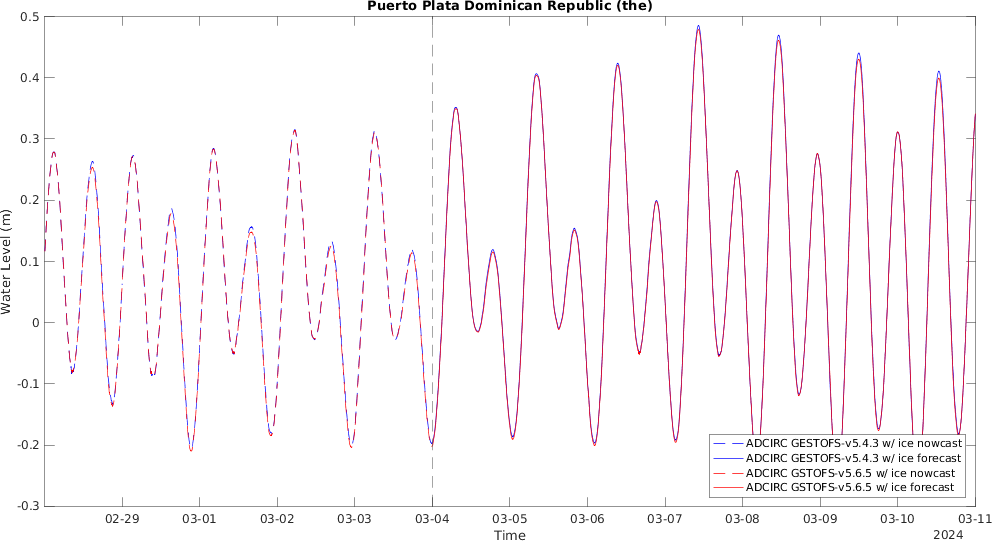 Puerto Plata Dominican Republic (the)
0.5
0.4
0.3
0.2
0.1
0
-0.1
-0.2
-0.3
Water Level (m)
ADCIRC GESTOFS-v5.4.3 w/ ice nowcast
ADCIRC GESTOFS-v5.4.3 w/ ice forecast
ADCIRC GSTOFS-v5.6.5 w/ ice nowcast
ADCIRC GSTOFS-v5.6.5 w/ ice forecast
02-29 03-01 03-02 03-03 03-04 03-05 03-06 03-07 03-08 03-09 03-10 03-11
Time
2024